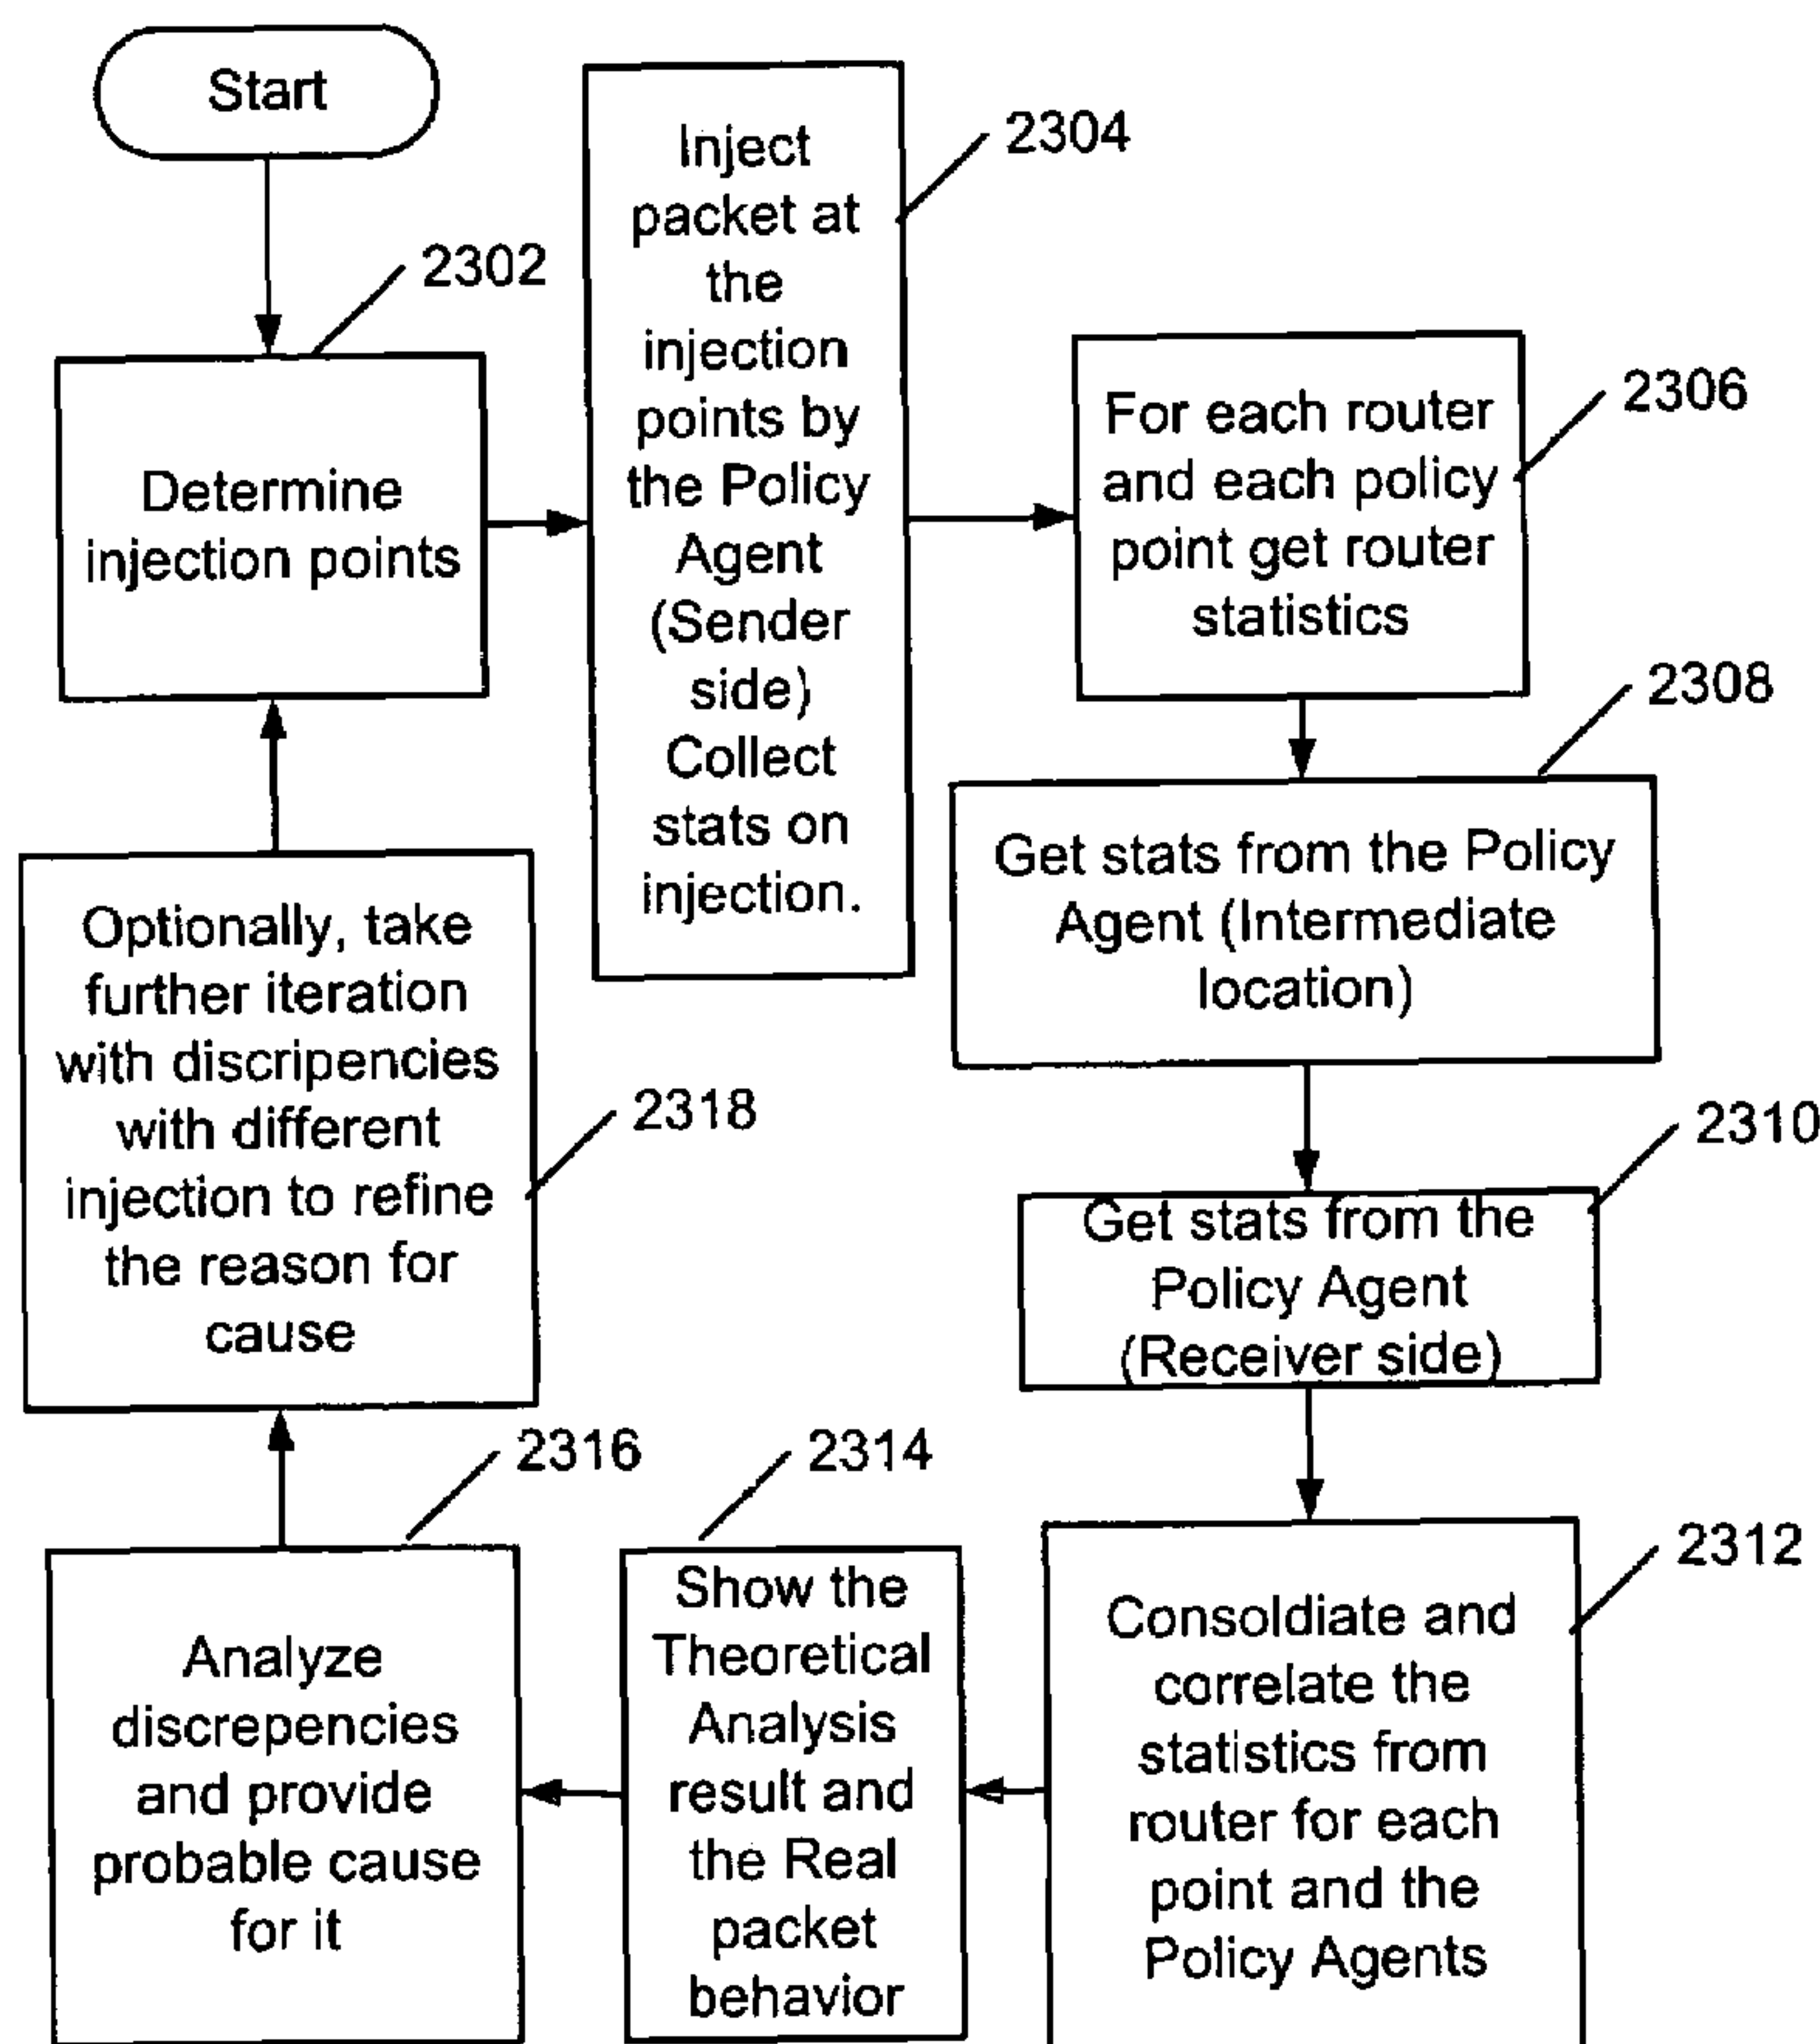 Start
2302
Determine
injection points
2304
Inject
packet at
the
injection
points by
the Policy
Agent
(Sender
side)
Collect
stats on
injection.
2306
For each router
and each policy
point get router
statistics
2308
Get stats from the Policy
Agent (Intermediate
location)
2310
Get stats from the
Policy Agent
(Receiver side)
2312
Consoldiate and
correlate the
statistics from
router for each
point and the
Policy Agents
2314
Show the
Theoretical
Analysis
result and
the Real
packet
behavior
2316
Analyze
discrepencies
and provide
probable cause
for it
2318
Optionally, take
further iteration
with discripencies
with different
injection to refine
the reason for
cause